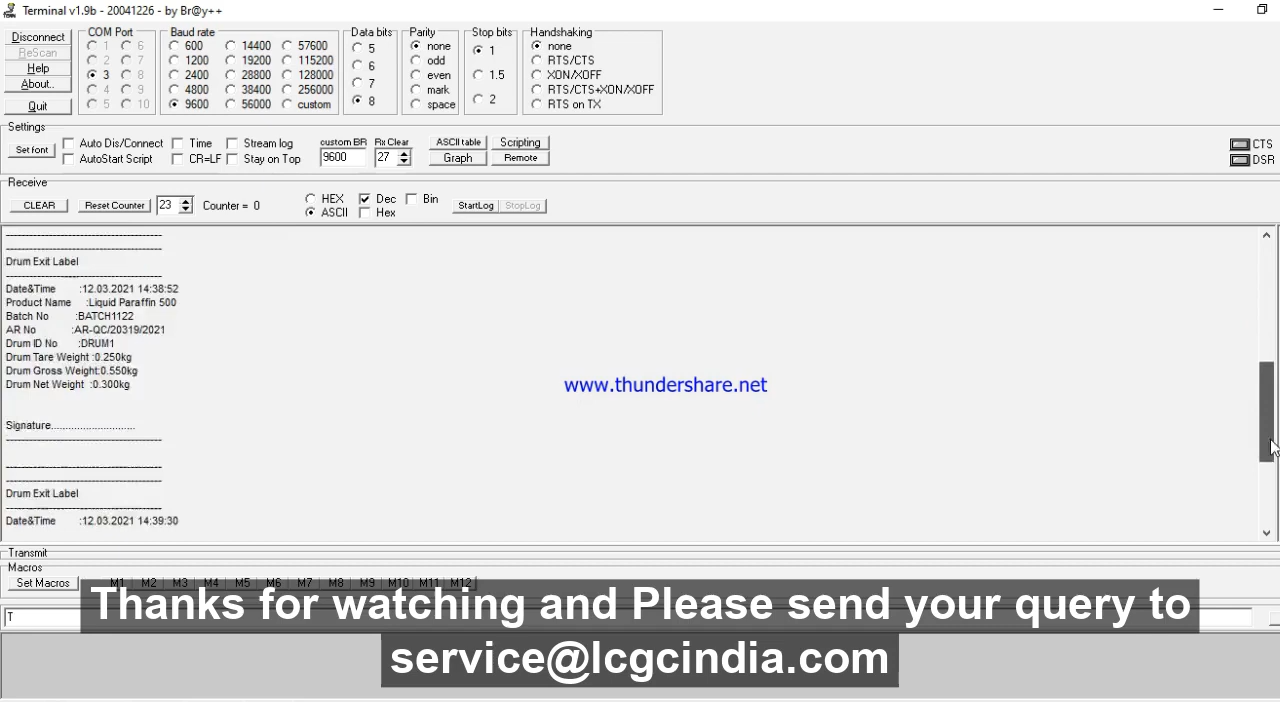 Terminal v1.9b - 20041226 - by Br@y++
Disconnect
ReScan
Help
About..
Quit
COM Port
1 6
2 7
3 8
4 9
5 10
Baud rate
600 14400 57600
1200 19200 115200
2400 28800 128000
4800 38400 256000
9600 56000 custom
Data bits
5
6
7
8
Parity
none
odd
even
mark
space
Stop bits
1
1.5
2
Handshaking
none
RTS/CTS
XON/XOFF
RTS/CTS+XON/XOFF
RTS on TX
Settings
Set font
Auto Dis/Connect Time Stream log
AutoStart Script CR=LF Stay on Top
custom BR Rx Clear
9600 27
ASCII table Scripting
Graph Remote
CTS
DSR
Receive
CLEAR Reset Counter 23 Counter = 0
HEX Dec Bin
ASCII Hex
StartLog StopLog
---------------------------------------------
---------------------------------------------
Drum Exit Label
---------------------------------------------
Date&Time :12.03.2021 14:38:52
Product Name :Liquid Paraffin 500
Batch No :BATCH1122
AR No :AR-QC/20319/2021
Drum ID No :DRUM1
Drum Tare Weight :0.250kg
Drum Gross Weight:0.550kg
Drum Net Weight :0.300kg
Signature.............................
---------------------------------------------
---------------------------------------------
---------------------------------------------
Drum Exit Label
---------------------------------------------
Date&Time :12.03.2021 14:39:30
www.thundershare.net
Transmit
Macros
Set Macros M1 M2 M3 M4 M5 M6 M7 M8 M9 M10 M11 M12
T
Thanks for watching and Please send your query to
service@lcgcindia.com